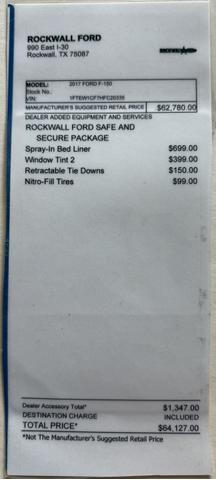 ROCKWALL FORD
990 East I-30
Rockwall, TX 75087
MODEL: 2017 FORD F-150
Stock No.:
VIN: 1FTEW1CF7HFC20335
MANUFACTURER'S SUGGESTED RETAIL PRICE $62,780.00
DEALER ADDED EQUIPMENT AND SERVICES
ROCKWALL FORD SAFE AND
SECURE PACKAGE
Spray-In Bed Liner $699.00
Window Tint 2 $399.00
Retractable Tie Downs $150.00
Nitro-Fill Tires $99.00
Dealer Accessory Total* $1,347.00
DESTINATION CHARGE INCLUDED
TOTAL PRICE* $64,127.00
*Not The Manufacturer's Suggested Retail Price